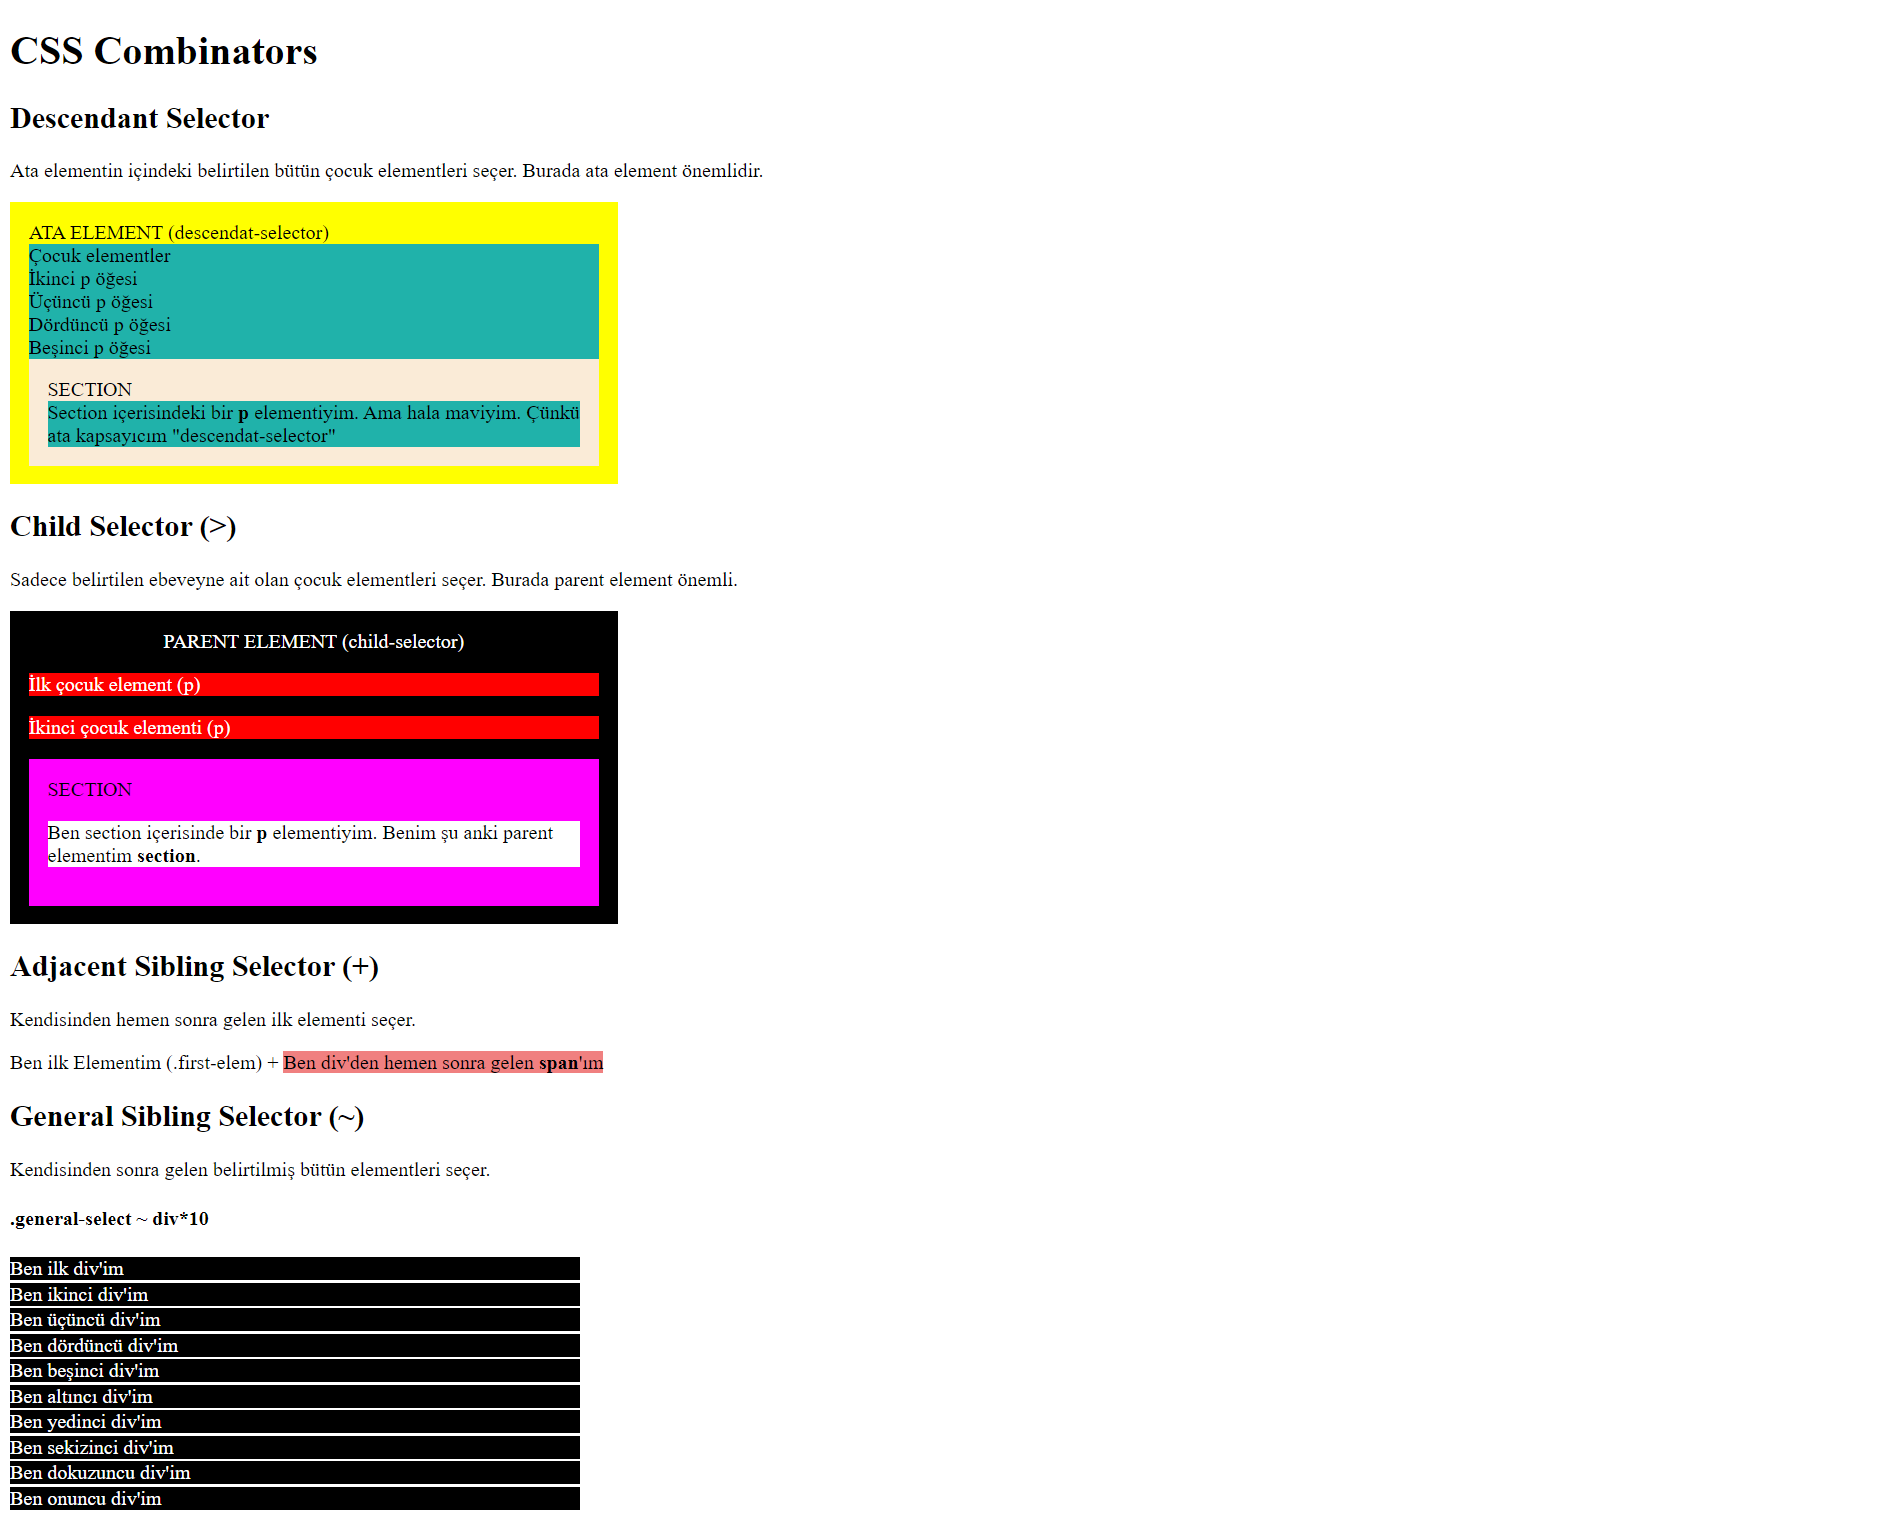 CSS Combinators
Descendant Selector
Ata elementin içindeki belirtilen bütün çocuk elementleri seçer. Burada ata element önemlidir.
ATA ELEMENT (descendat-selector)
Çocuk elementler
İkinci p öğesi
Üçüncü p öğesi
Dördüncü p öğesi
Beşinci p öğesi
SECTION
Section içerisindeki bir p elementiyim. Ama hala maviyim. Çünkü
ata kapsayıcım "descendat-selector"
Child Selector (>)
Sadece belirtilen ebeveyne ait olan çocuk elementleri seçer. Burada parent element önemli.
PARENT ELEMENT (child-selector)
İlk çocuk element (p)
İkinci çocuk elementi (p)
SECTION
Ben section içerisinde bir p elementiyim. Benim şu anki parent
elementim section.
Adjacent Sibling Selector (+)
Kendisinden hemen sonra gelen ilk elementi seçer.
Ben ilk Elementim (.first-elem) + Ben div'den hemen sonra gelen span'ım
General Sibling Selector (~)
Kendisinden sonra gelen belirtilmiş bütün elementleri seçer.
.general-select ~ div*10
Ben ilk div'im
Ben ikinci div'im
Ben üçüncü div'im
Ben dördüncü div'im
Ben beşinci div'im
Ben altıncı div'im
Ben yedinci div'im
Ben sekizinci div'im
Ben dokuzuncu div'im
Ben onuncu div'im